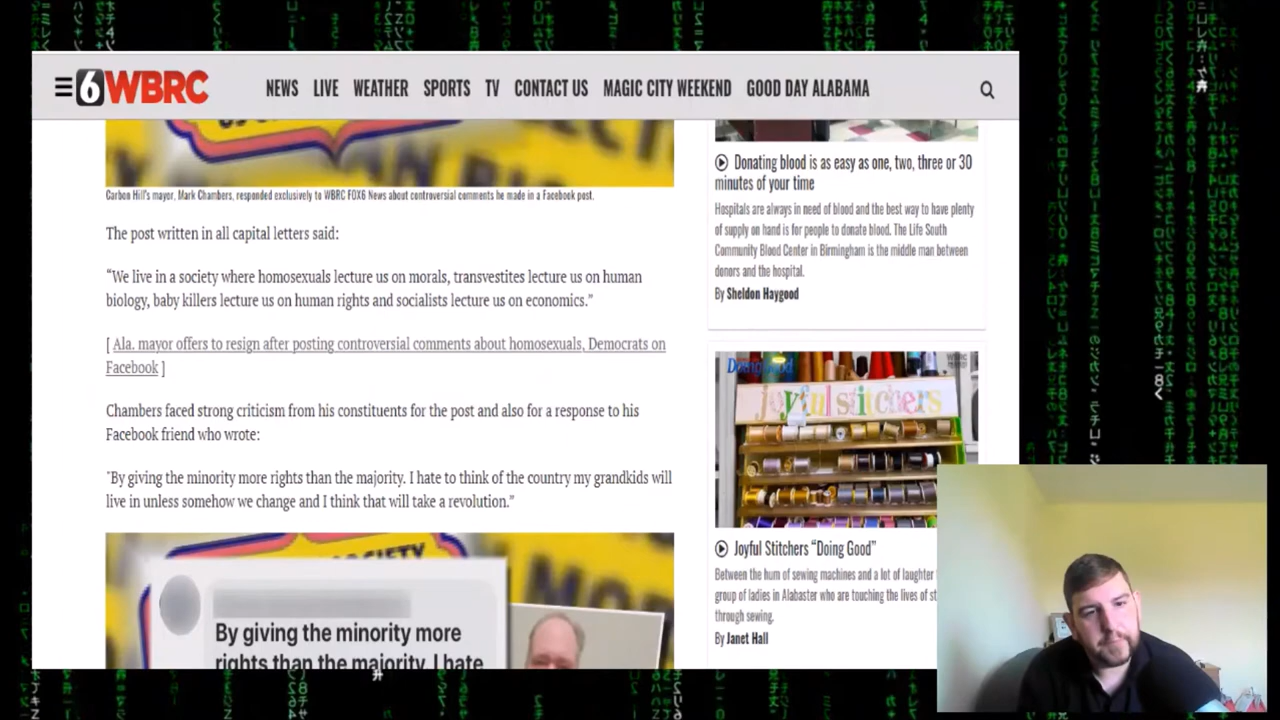 6 WBRC
NEWS LIVE WEATHER SPORTS TV CONTACT US MAGIC CITY WEEKEND GOOD DAY ALABAMA
Carbon Hill's mayor, Mark Chambers, responded exclusively to WBRC FOX6 News about controversial comments he made in a Facebook post.
The post written in all capital letters said:
“We live in a society where homosexuals lecture us on morals, transvestites lecture us on human
biology, baby killers lecture us on human rights and socialists lecture us on economics.”
[ Ala. mayor offers to resign after posting controversial comments about homosexuals, Democrats on
Facebook ]
Chambers faced strong criticism from his constituents for the post and also for a response to his
Facebook friend who wrote:
"By giving the minority more rights than the majority. I hate to think of the country my grandkids will
live in unless somehow we change and I think that will take a revolution.”
SOCIETY
By giving the minority more
rights than the majority. I hate
Donating blood is as easy as one, two, three or 30
minutes of your time
Hospitals are always in need of blood and the best way to have plenty
of supply on hand is for people to donate blood. The Life South
Community Blood Center in Birmingham is the middle man between
donors and the hospital.
By Sheldon Haygood
joyful stitchers
Joyful Stitchers “Doing Good”
Between the hum of sewing machines and a lot of laughter
group of ladies in Alabaster who are touching the lives of
through sewing.
By Janet Hall